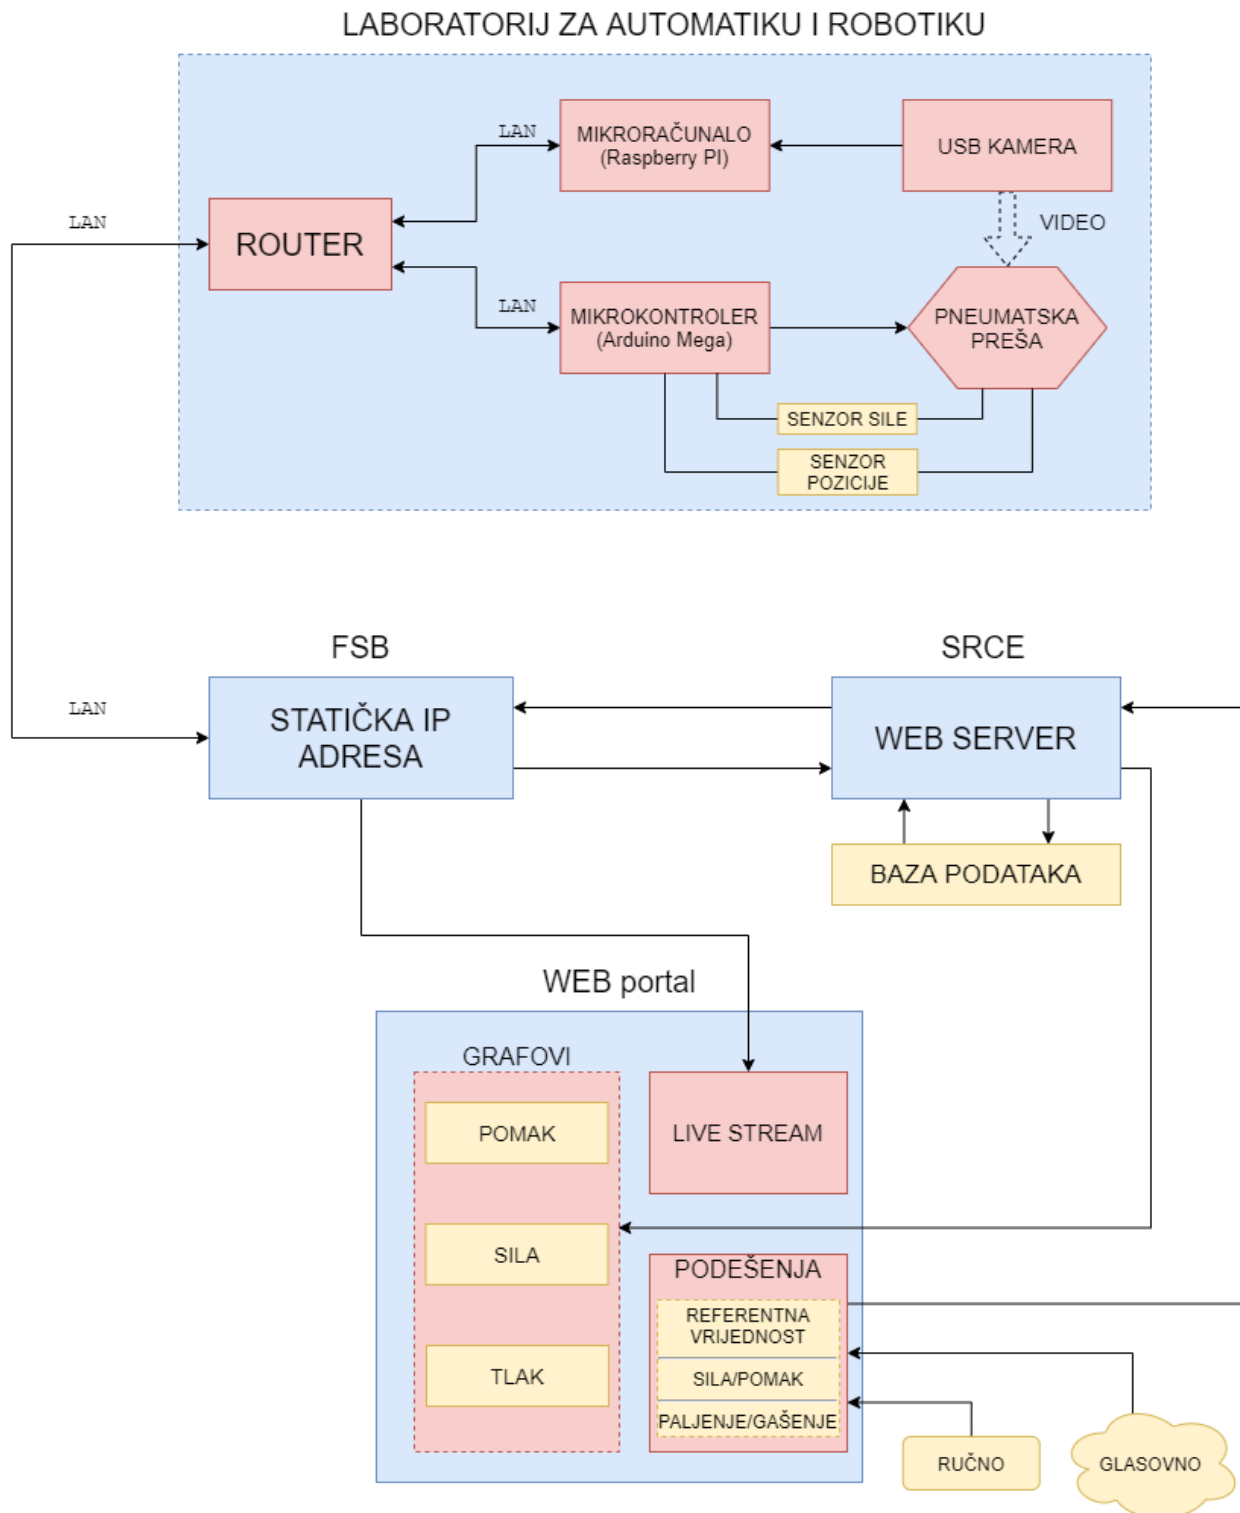 LABORATORIJ ZA AUTOMATIKU I ROBOTIKU
LAN
MIKRORAČUNALO
(Raspberry PI)
USB KAMERA
LAN
ROUTER
VIDEO
LAN
MIKROKONTROLER
(Arduino Mega)
PNEUMATSKA
PREŠA
SENZOR SILE
SENZOR
POZICIJE
FSB
SRCE
LAN
STATIČKA IP
ADRESA
WEB SERVER
BAZA PODATAKA
WEB portal
GRAFOVI
POMAK
LIVE STREAM
SILA
PODEŠENJA
REFERENTNA
VRIJEDNOST
TLAK
SILA/POMAK
PALJENJE/GAŠENJE
RUČNO
GLASOVNO